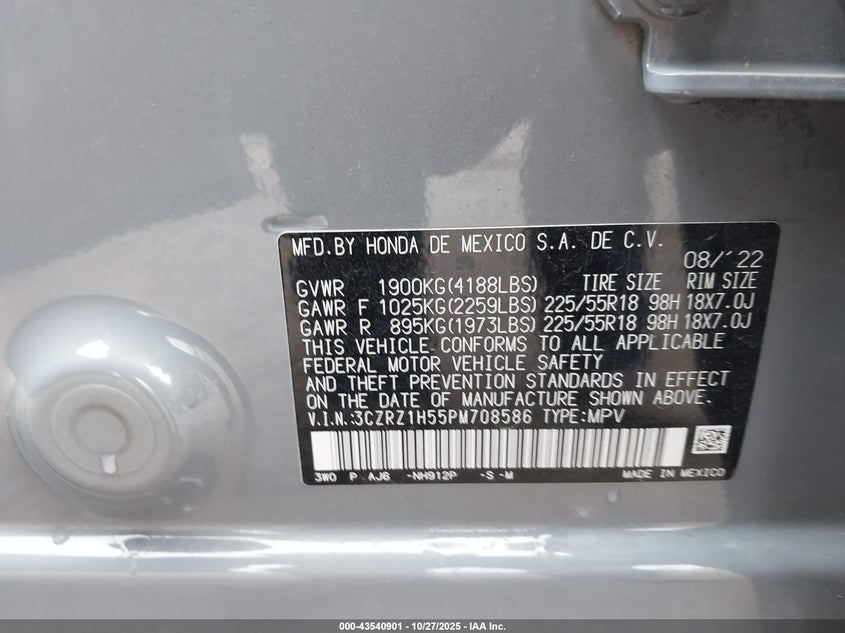 MFD.BY HONDA DE MEXICO S.A. DE C.V.
08/'22
GVWR 1900KG(4188LBS) TIRE SIZE RIM SIZE
GAWR F 1025KG(2259LBS) 225/55R18 98H 18X7.0J
GAWR R 895KG(1973LBS) 225/55R18 98H 18X7.0J
THIS VEHICLE CONFORMS TO ALL APPLICABLE
FEDERAL MOTOR VEHICLE SAFETY
AND THEFT PREVENTION STANDARDS IN EFFECT
ON THE DATE OF MANUFACTURE SHOWN ABOVE.
V.I.N.:3CZRZ1H55PM708586 TYPE:MPV
3W0 P AJ6 -NH912P -S -M MADE IN MEXICO
000-43540901 - 10/27/2025 - IAA Inc.